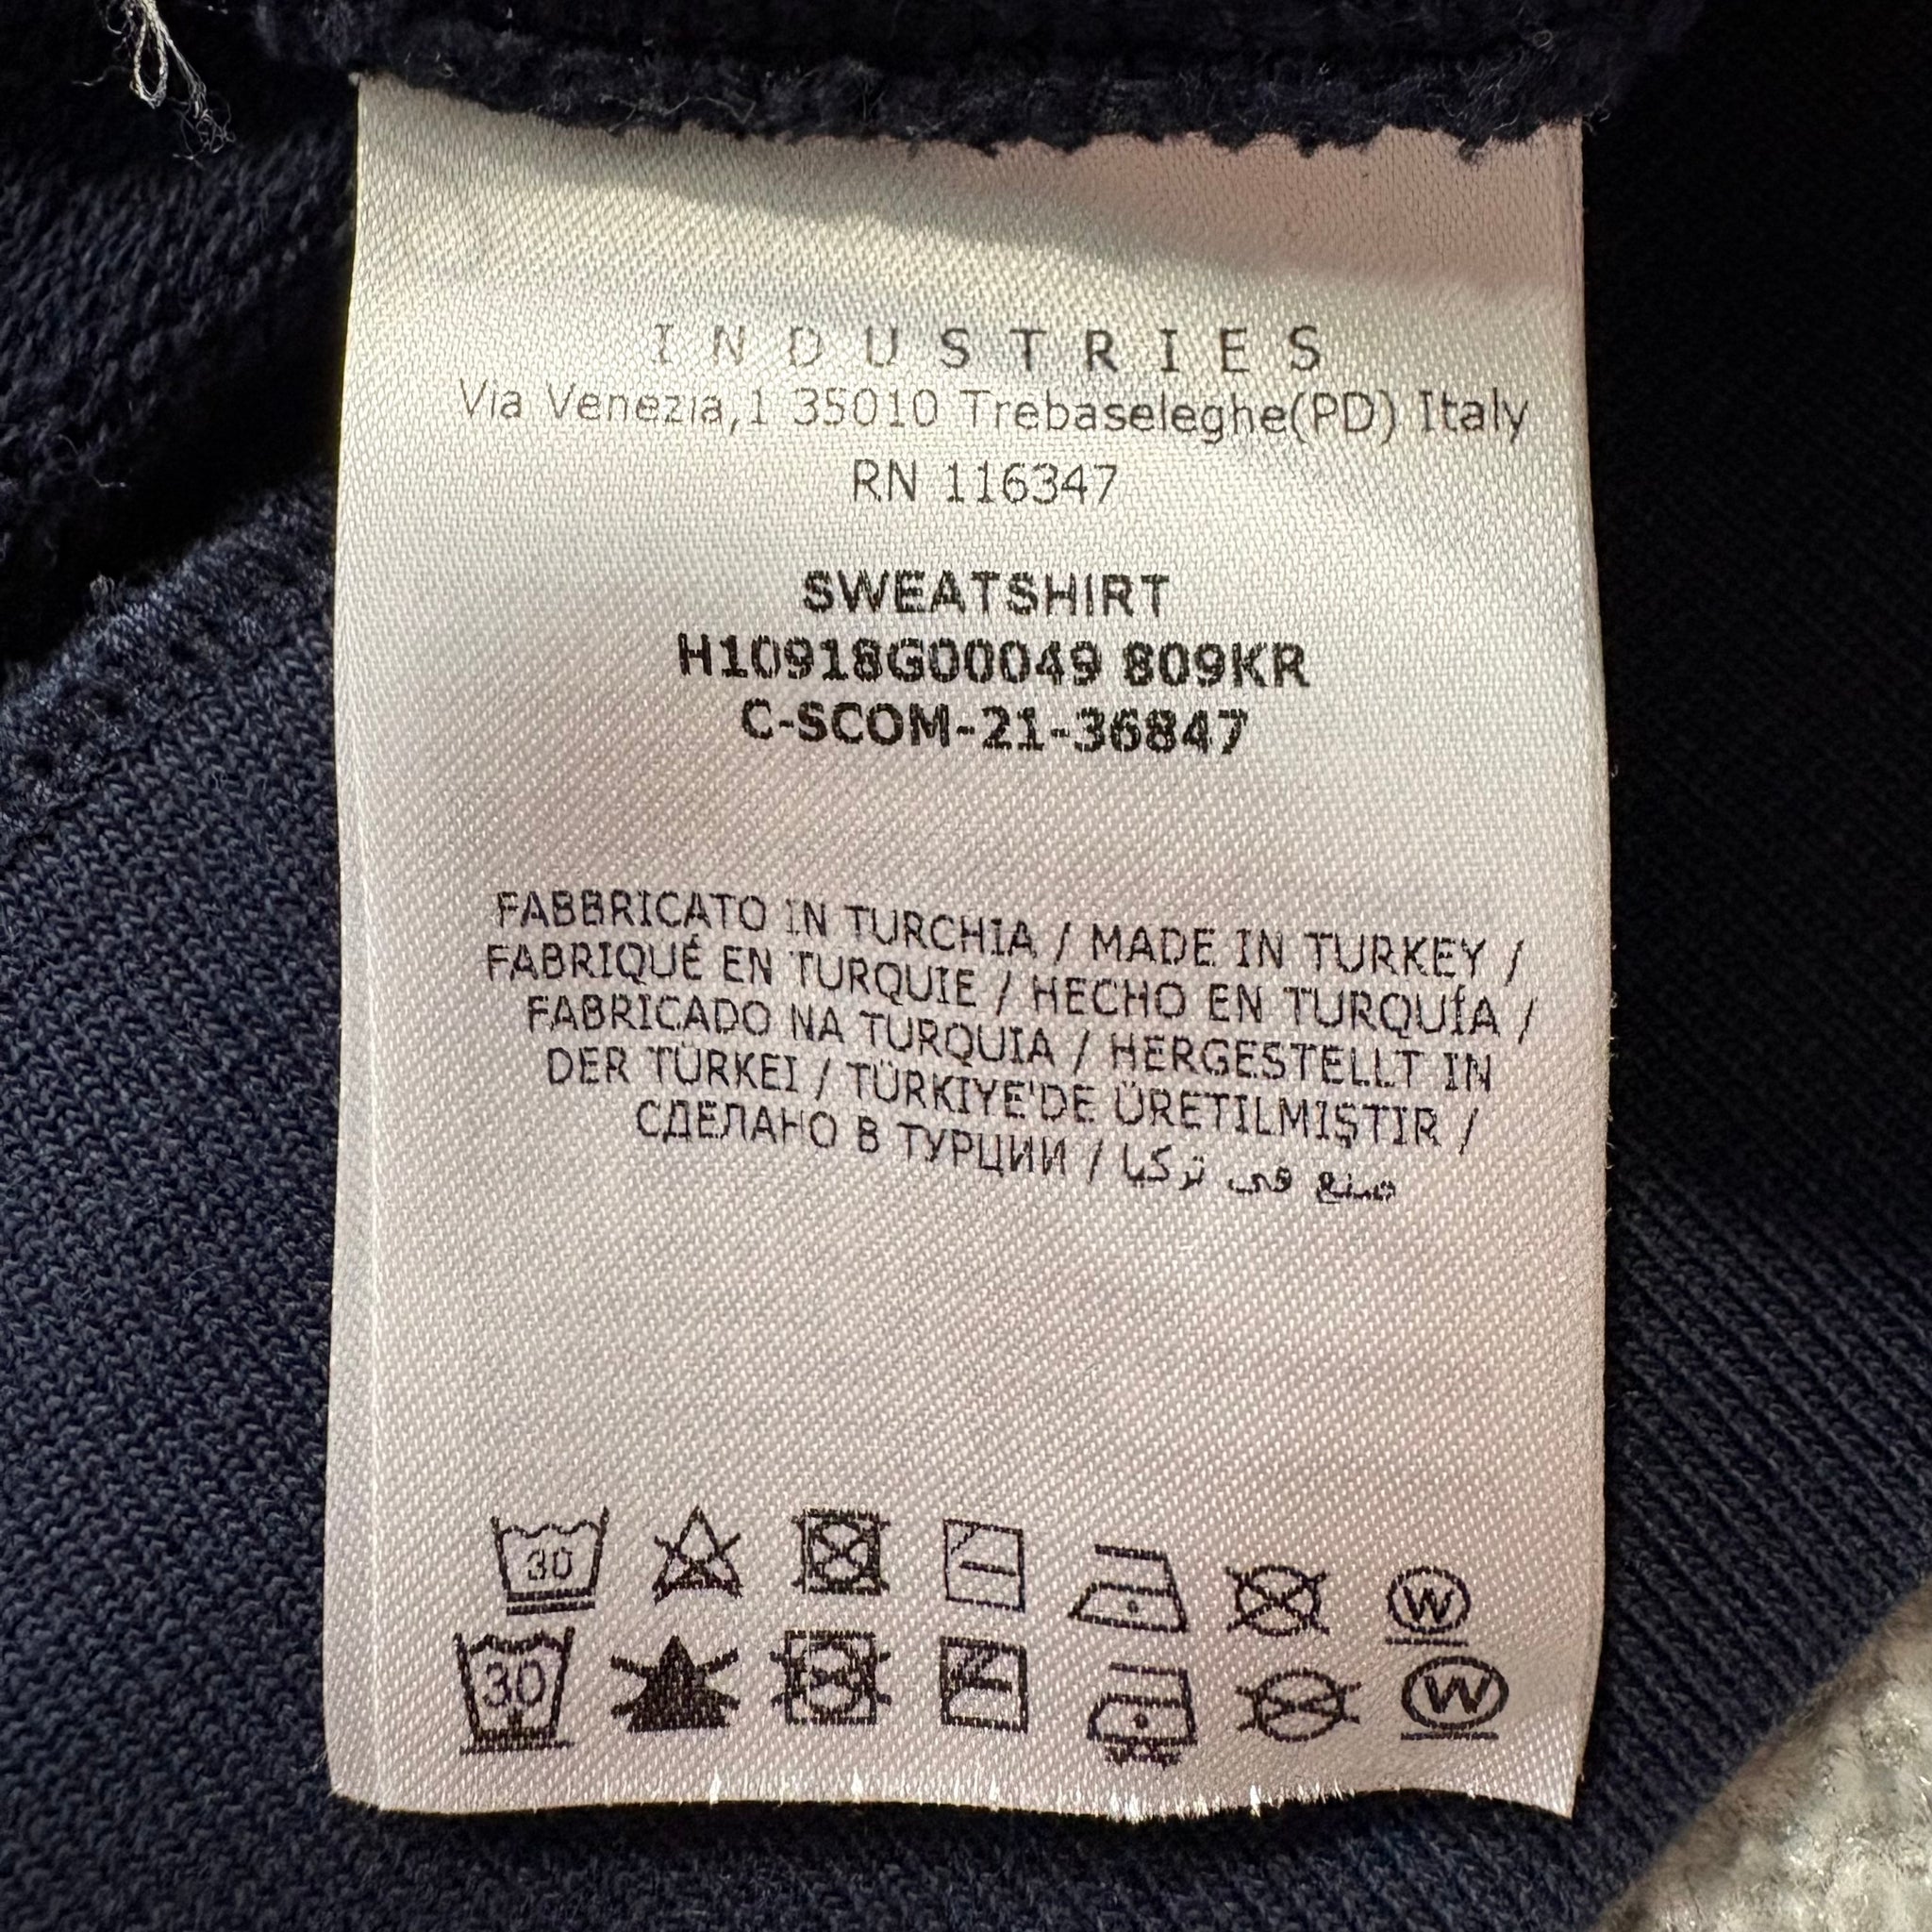 INDUSTRIES
Via Venezia,1 35010 Trebaseleghe(PD) Italy
RN 116347
SWEATSHIRT
H10918G00049 809KR
C-SCOM-21-36847
FABBRICATO IN TURCHIA / MADE IN TURKEY /
FABRIQUÉ EN TURQUIE / HECHO EN TURQUÍA /
FABRICADO NA TURQUIA / HERGESTELLT IN
DER TÜRKEI / TÜRKIYE'DE ÜRETILMIŞTIR /
СДЕЛАНО В ТУРЦИИ / صنع في تركيا
30 W
30 W